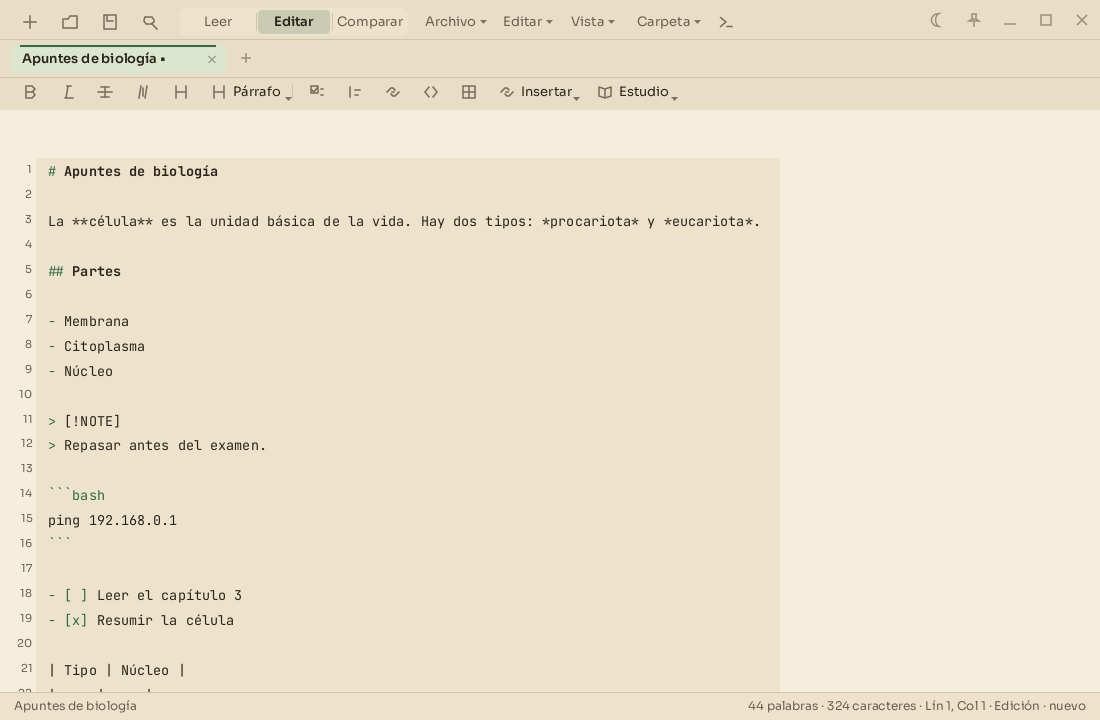 Leer Editar Comparar Archivo Editar Vista Carpeta
Apuntes de biología •
Párrafo Insertar Estudio
1 # Apuntes de biología
2
3 La **célula** es la unidad básica de la vida. Hay dos tipos: *procariota* y *eucariota*.
4
5 ## Partes
6
7 - Membrana
8 - Citoplasma
9 - Núcleo
10
11 > [!NOTE]
12 > Repasar antes del examen.
13
14 ```bash
15 ping 192.168.0.1
16 ```
17
18 - [ ] Leer el capítulo 3
19 - [x] Resumir la célula
20
21 | Tipo | Núcleo |
Apuntes de biología 44 palabras · 324 caracteres · Lín 1, Col 1 · Edición · nuevo